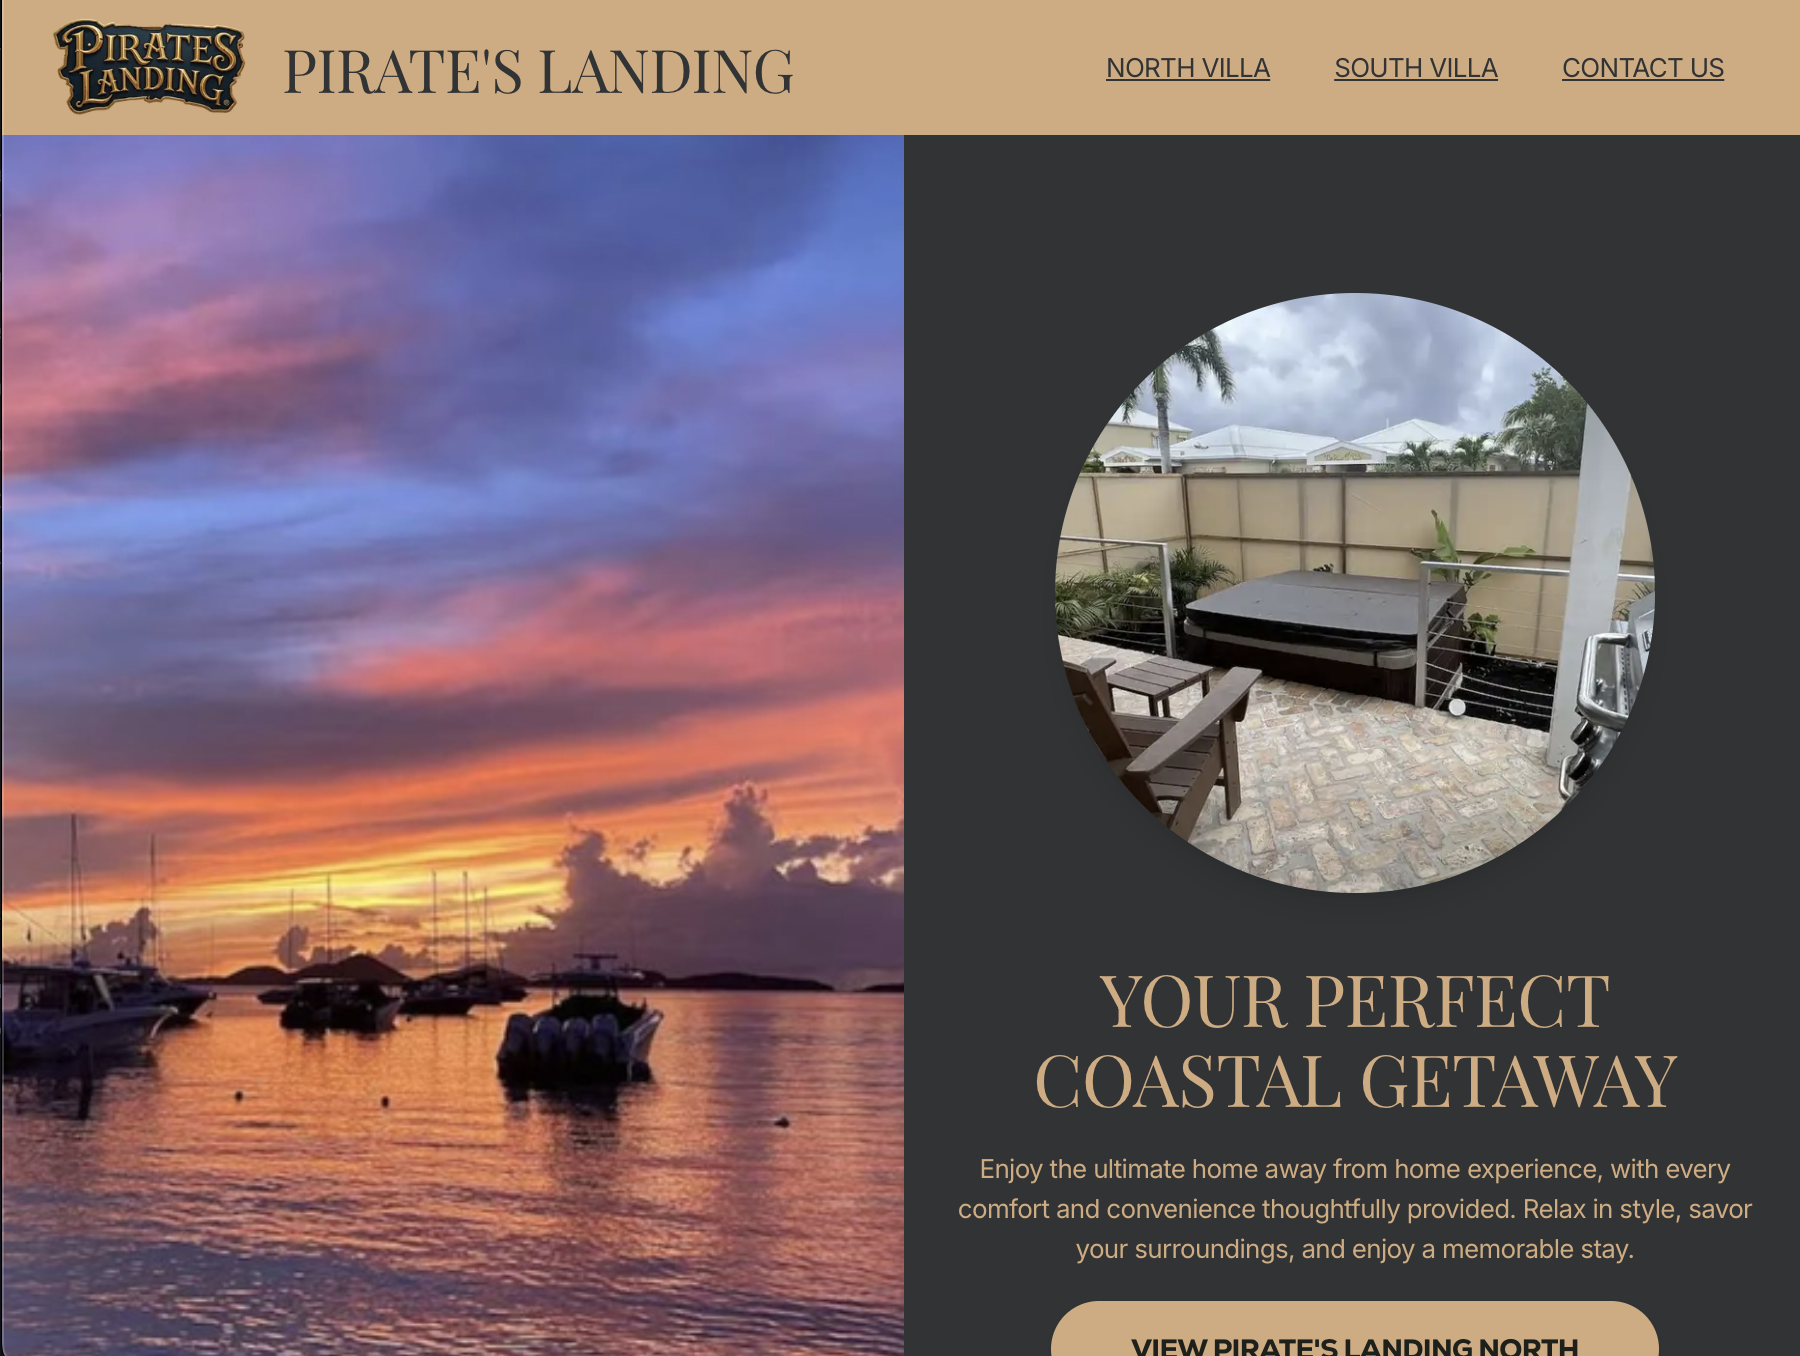 PIRATES
LANDING
PIRATE'S LANDING
NORTH VILLA
SOUTH VILLA
CONTACT US
YOUR PERFECT
COASTAL GETAWAY
Enjoy the ultimate home away from home experience, with every
comfort and convenience thoughtfully provided. Relax in style, savor
your surroundings, and enjoy a memorable stay.
VIEW PIRATE'S LANDING NORTH